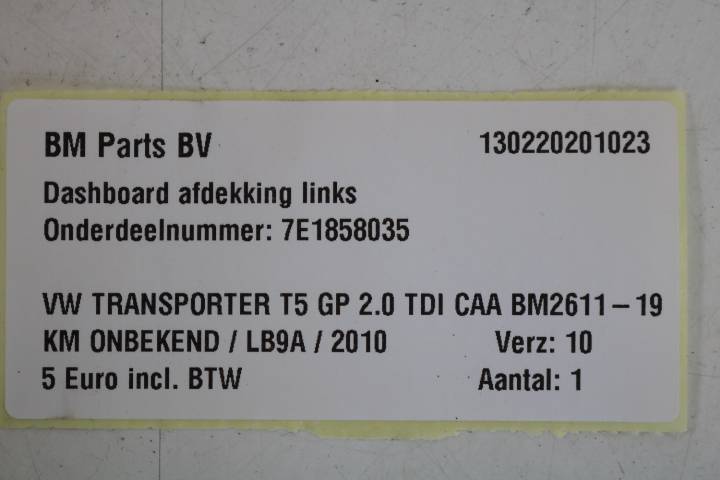 BM Parts BV 130220201023
Dashboard afdekking links
Onderdeelnummer: 7E1858035
VW TRANSPORTER T5 GP 2.0 TDI CAA BM2611-19
KM ONBEKEND / LB9A / 2010 Verz: 10
5 Euro incl. BTW Aantal: 1